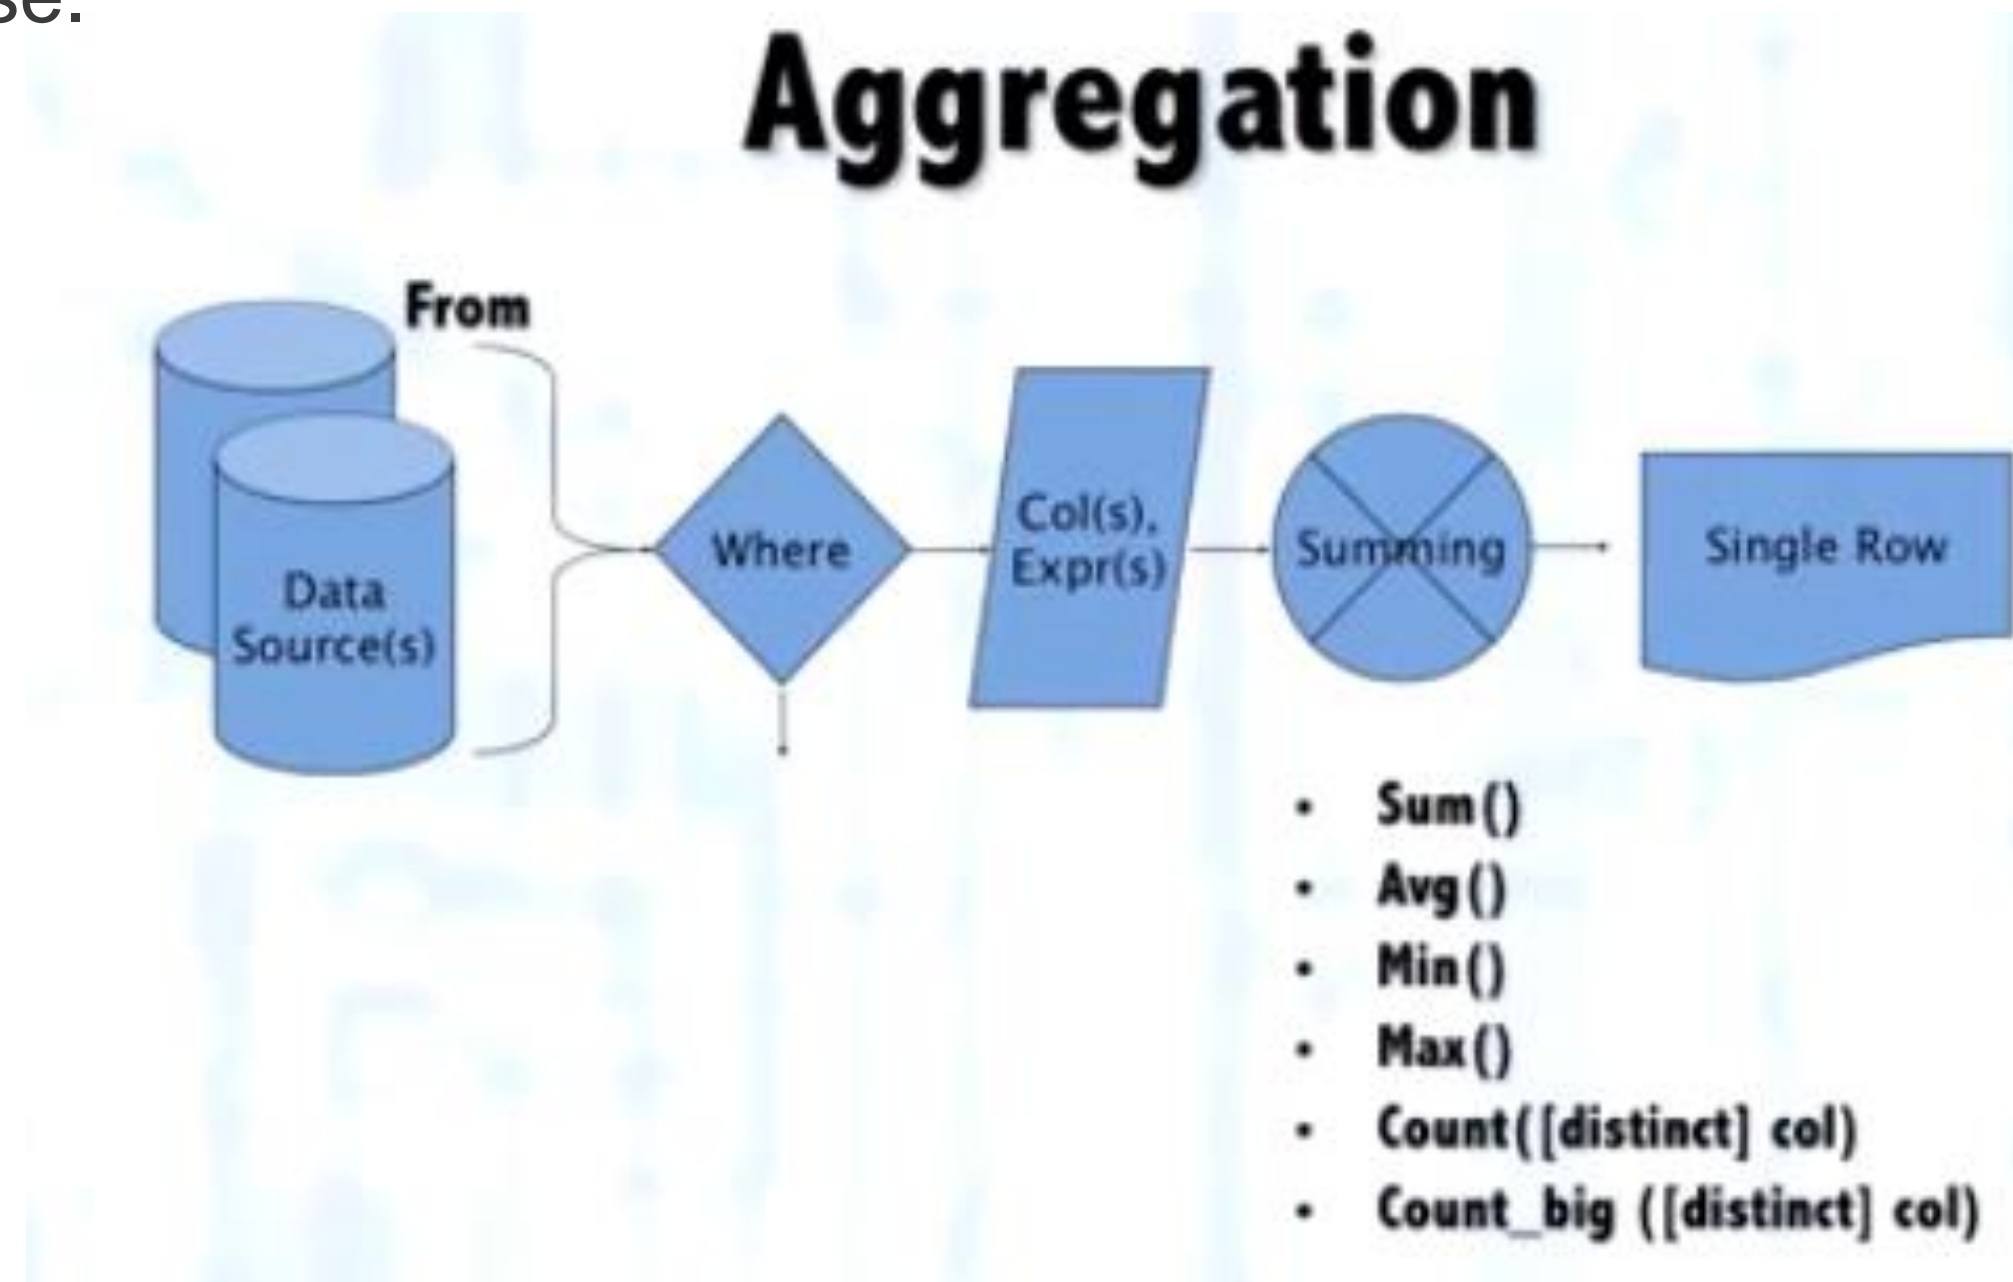 se.
Aggregation
From
Data
Source(s)
Where
Col(s),
Expr(s)
Summing
Single Row
• Sum()
• Avg()
• Min()
• Max()
• Count([distinct] col)
• Count_big ([distinct] col)